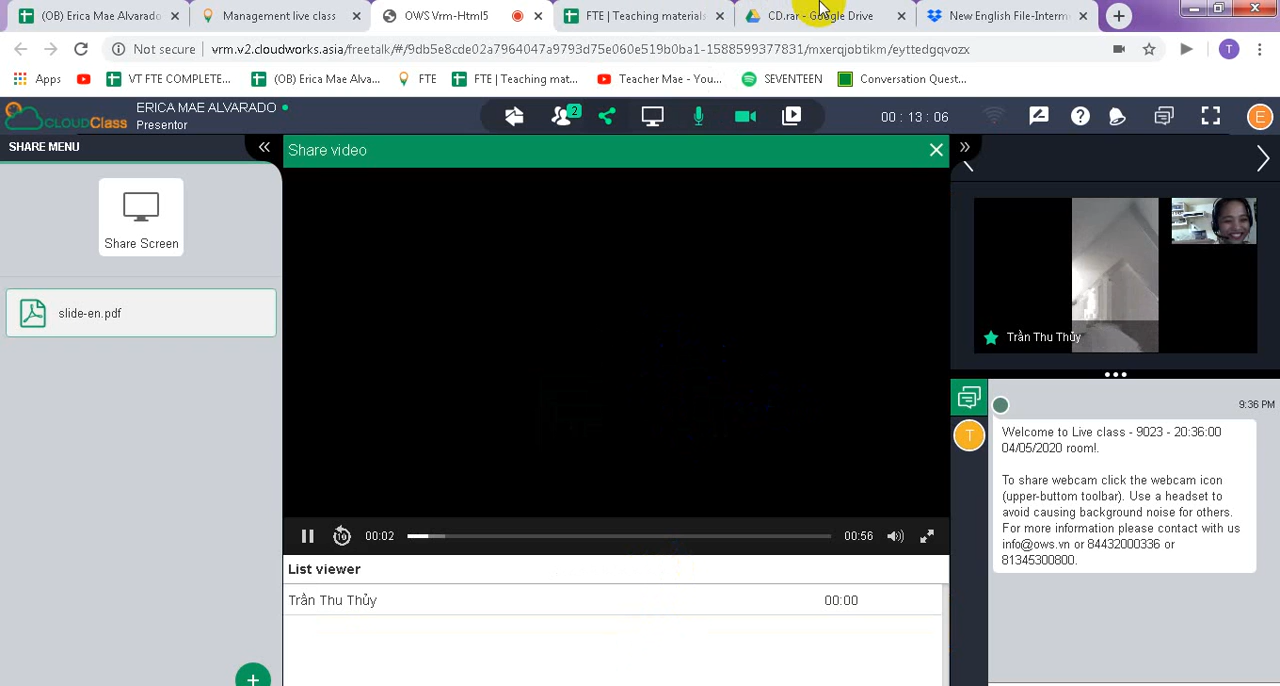 (OB) Erica Mae Alvarado
Management live class
OWS Vrm-Html5
FTE | Teaching materials
CD.rar - Google Drive
New English File-Interm
Not secure
vrm.v2.cloudworks.asia/freetalk/#/9db5e8cde02a7964047a9793d75e060e519b0ba1-1588599377831/mxerqjobtikm/eyttedgqvozx
T
Apps
VT FTE COMPLETE...
(OB) Erica Mae Alva...
FTE
FTE | Teaching mat...
Teacher Mae - You...
SEVENTEEN
Conversation Quest...
CLOUDClass
ERICA MAE ALVARADO
Presentor
2
00 : 13 : 06
E
SHARE MENU
Share video
Share Screen
slide-en.pdf
Trần Thu Thủy
10
00:02
00:56
List viewer
Trần Thu Thủy
00:00
9:36 PM
T
Welcome to Live class - 9023 - 20:36:00
04/05/2020 room!.
To share webcam click the webcam icon
(upper-buttom toolbar). Use a headset to
avoid causing background noise for others.
For more information please contact with us
info@ows.vn or 84432000336 or
81345300800.